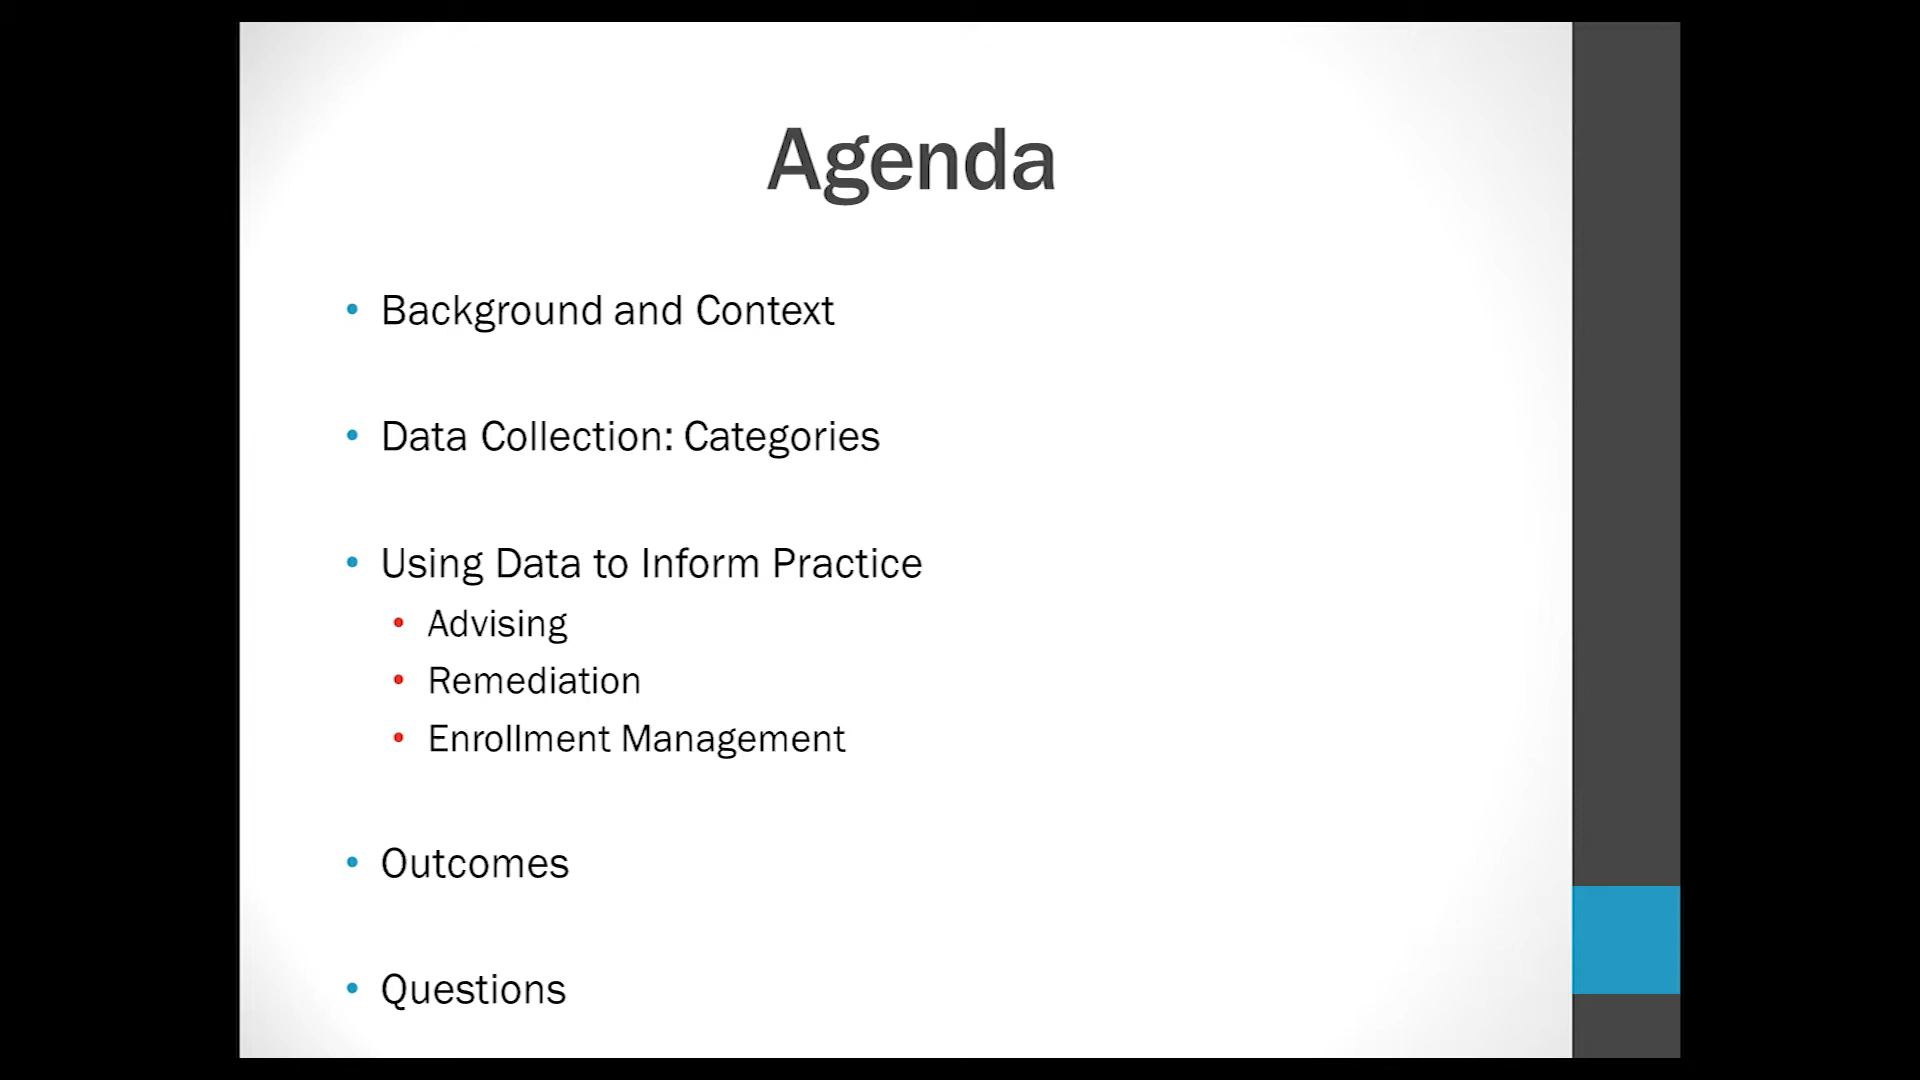 Agenda
• Background and Context
• Data Collection: Categories
• Using Data to Inform Practice
• Advising
• Remediation
• Enrollment Management
• Outcomes
• Questions